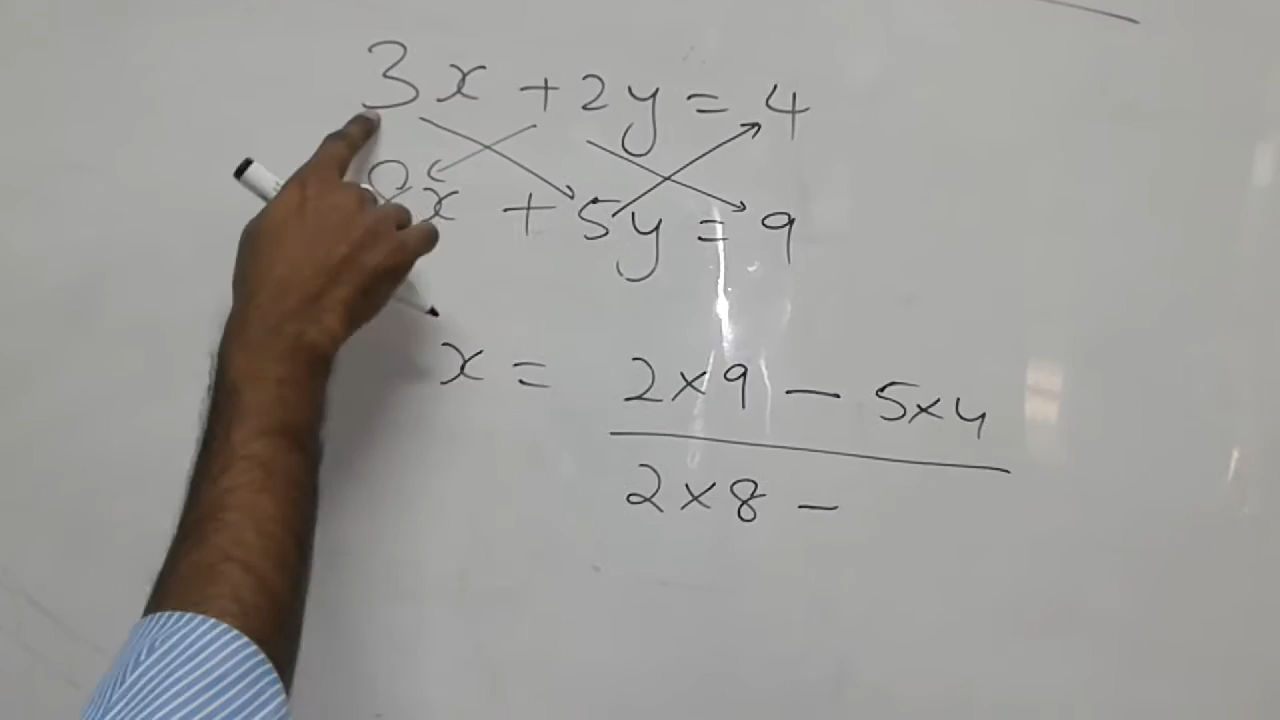 3x + 2y = 4
8x + 5y = 9
x = 2×9 — 5×4
2×8 —